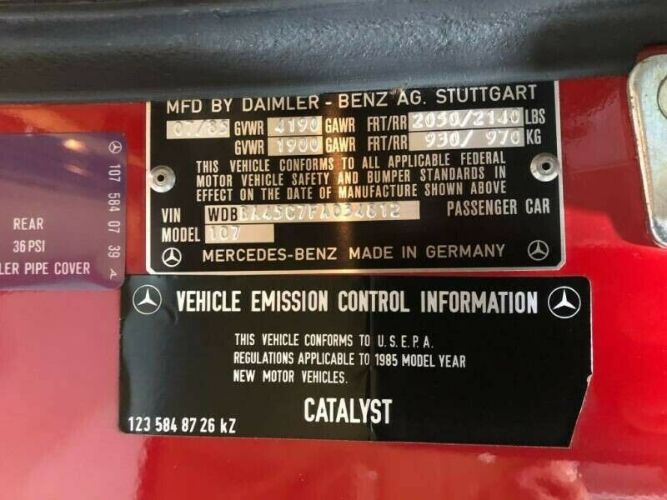 MFD BY DAIMLER - BENZ AG. STUTTGART
07/85 GVWR 4190 GAWR FRT/RR 2050/2140 LBS
GVWR 1900 GAWR FRT/RR 930/ 970 KG
THIS VEHICLE CONFORMS TO ALL APPLICABLE FEDERAL
MOTOR VEHICLE SAFETY AND BUMPER STANDARDS IN
EFFECT ON THE DATE OF MANUFACTURE SHOWN ABOVE
VIN WDBBA45C7FA034612 PASSENGER CAR
MODEL 107
MERCEDES-BENZ MADE IN GERMANY
107 584 07 39 A
REAR
36 PSI
LER PIPE COVER
VEHICLE EMISSION CONTROL INFORMATION
THIS VEHICLE CONFORMS TO U.S.E.P.A.
REGULATIONS APPLICABLE TO 1985 MODEL YEAR
NEW MOTOR VEHICLES.
CATALYST
123 584 87 26 kZ